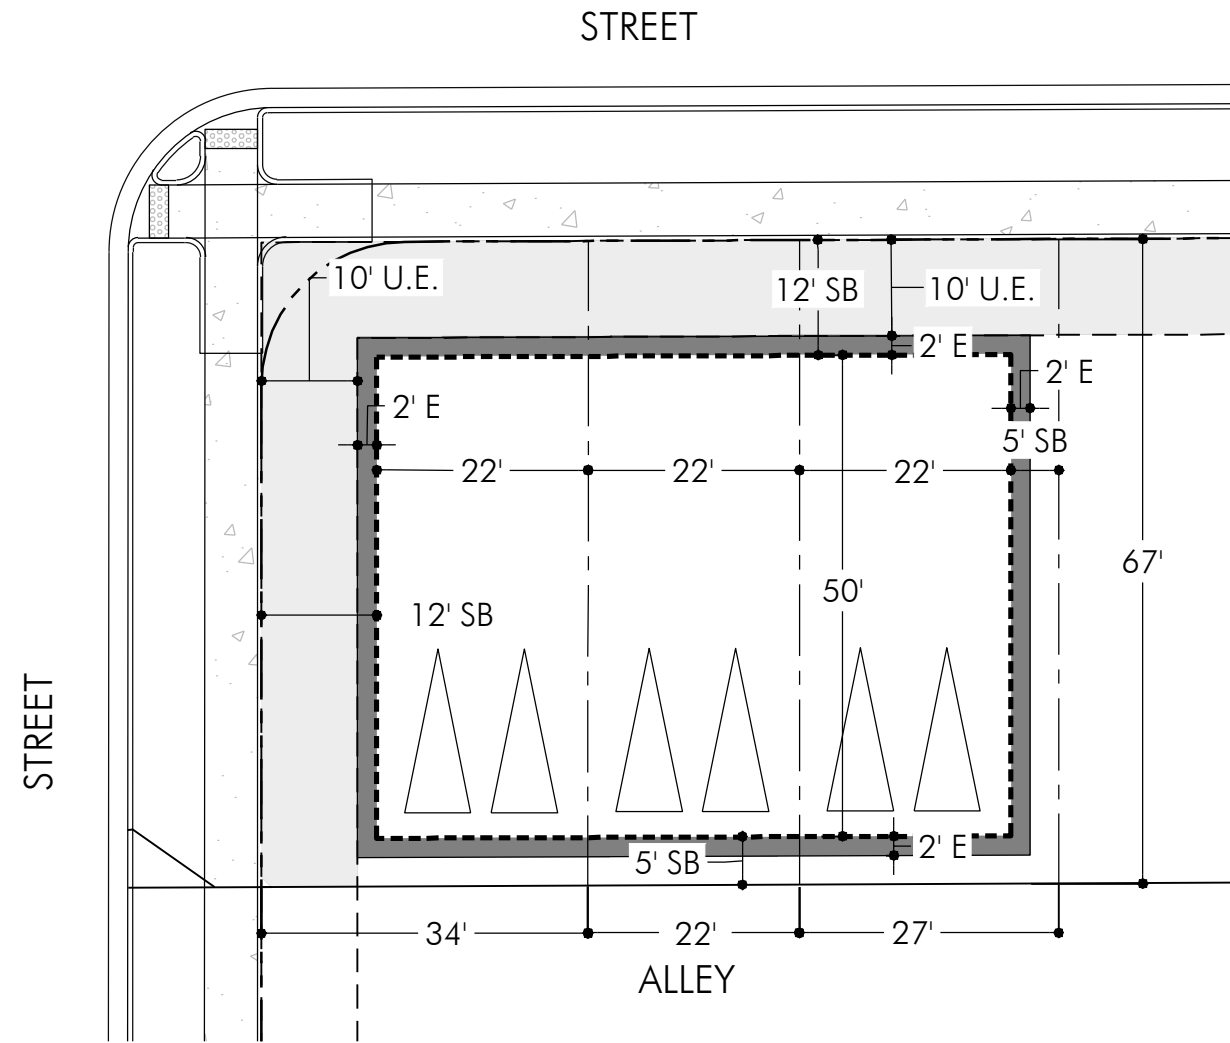 STREET
10' U.E.
12' SB
10' U.E.
2' E
2' E
2' E
5' SB
22'
22'
22'
67'
50'
12' SB
STREET
2' E
5' SB
34'
22'
27'
ALLEY